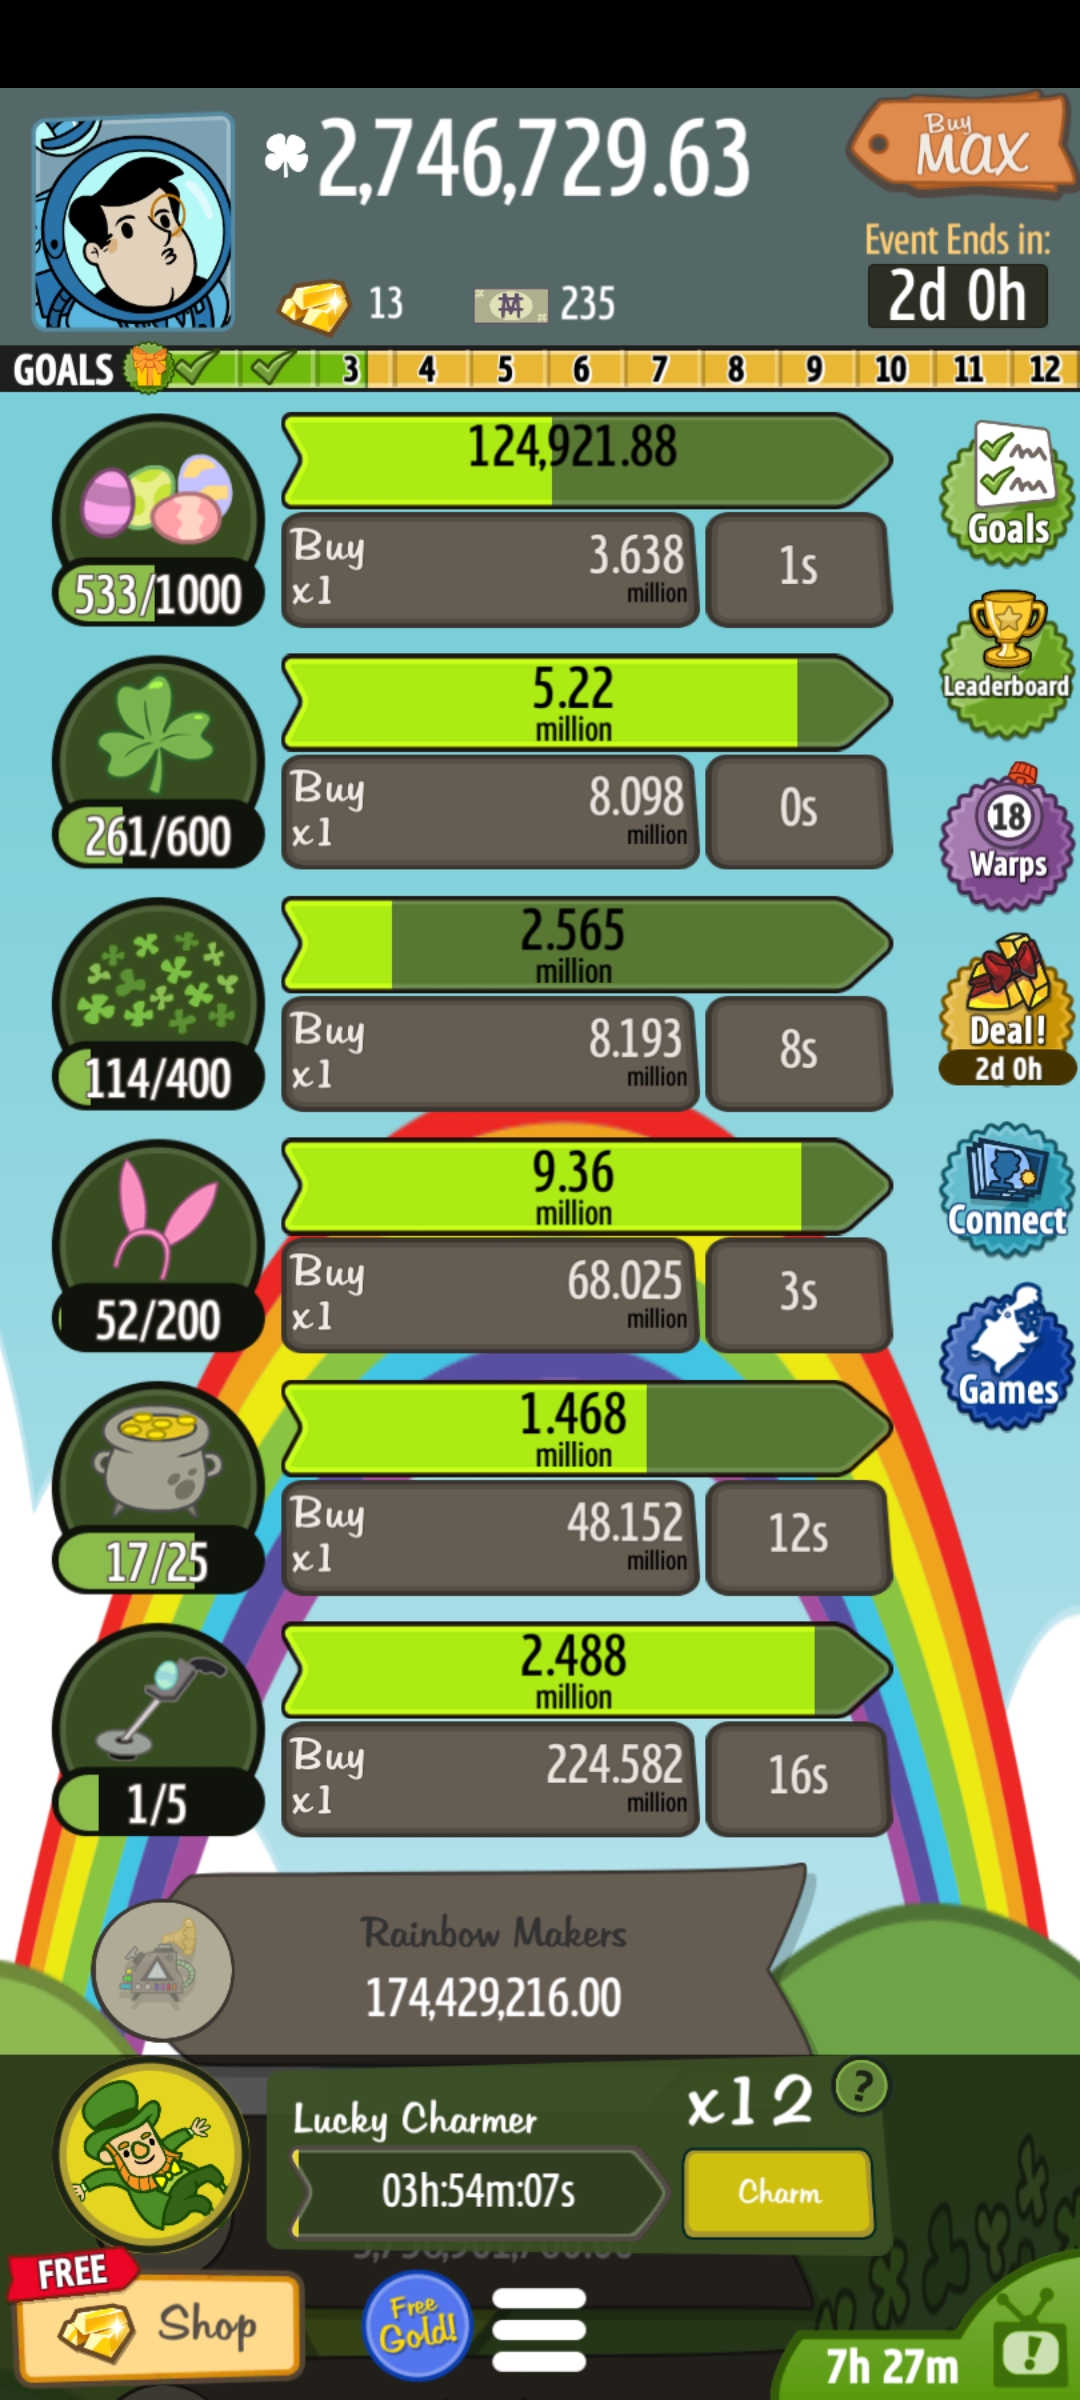 2,746,729.63
Buy
MAX
Event Ends in:
13
235
2d 0h
GOALS 3 4 5 6 7 8 9 10 11 12
124,921.88
Buy
x1
3.638
million
1s
533/1000
Goals
5.22
million
Buy
x1
8.098
million
0s
261/600
Leaderboard
2.565
million
Buy
x1
8.193
million
8s
114/400
18
Warps
Deal!
2d 0h
9.36
million
Buy
x1
68.025
million
3s
52/200
Connect
Games
1.468
million
Buy
x1
48.152
million
12s
17/25
2.488
million
Buy
x1
224.582
million
16s
1/5
Rainbow Makers
174,429,216.00
Lucky Charmer
x12
?
03h:54m:07s
Charm
FREE
Shop
Free
Gold!
7h 27m
!